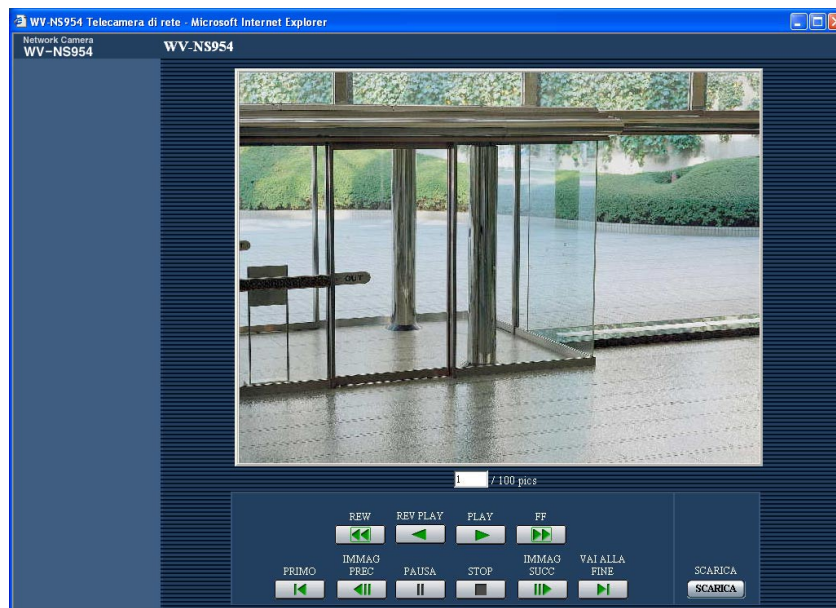 WV-NS954 Telecamera di rete - Microsoft Internet Explorer
Network Camera
WV-NS954
WV-NS954
OUT
1 / 100 pics
REW REV PLAY PLAY FF
PRIMO IMMAG PREC PAUSA STOP IMMAG SUCC VAI ALLA FINE
SCARICA
SCARICA